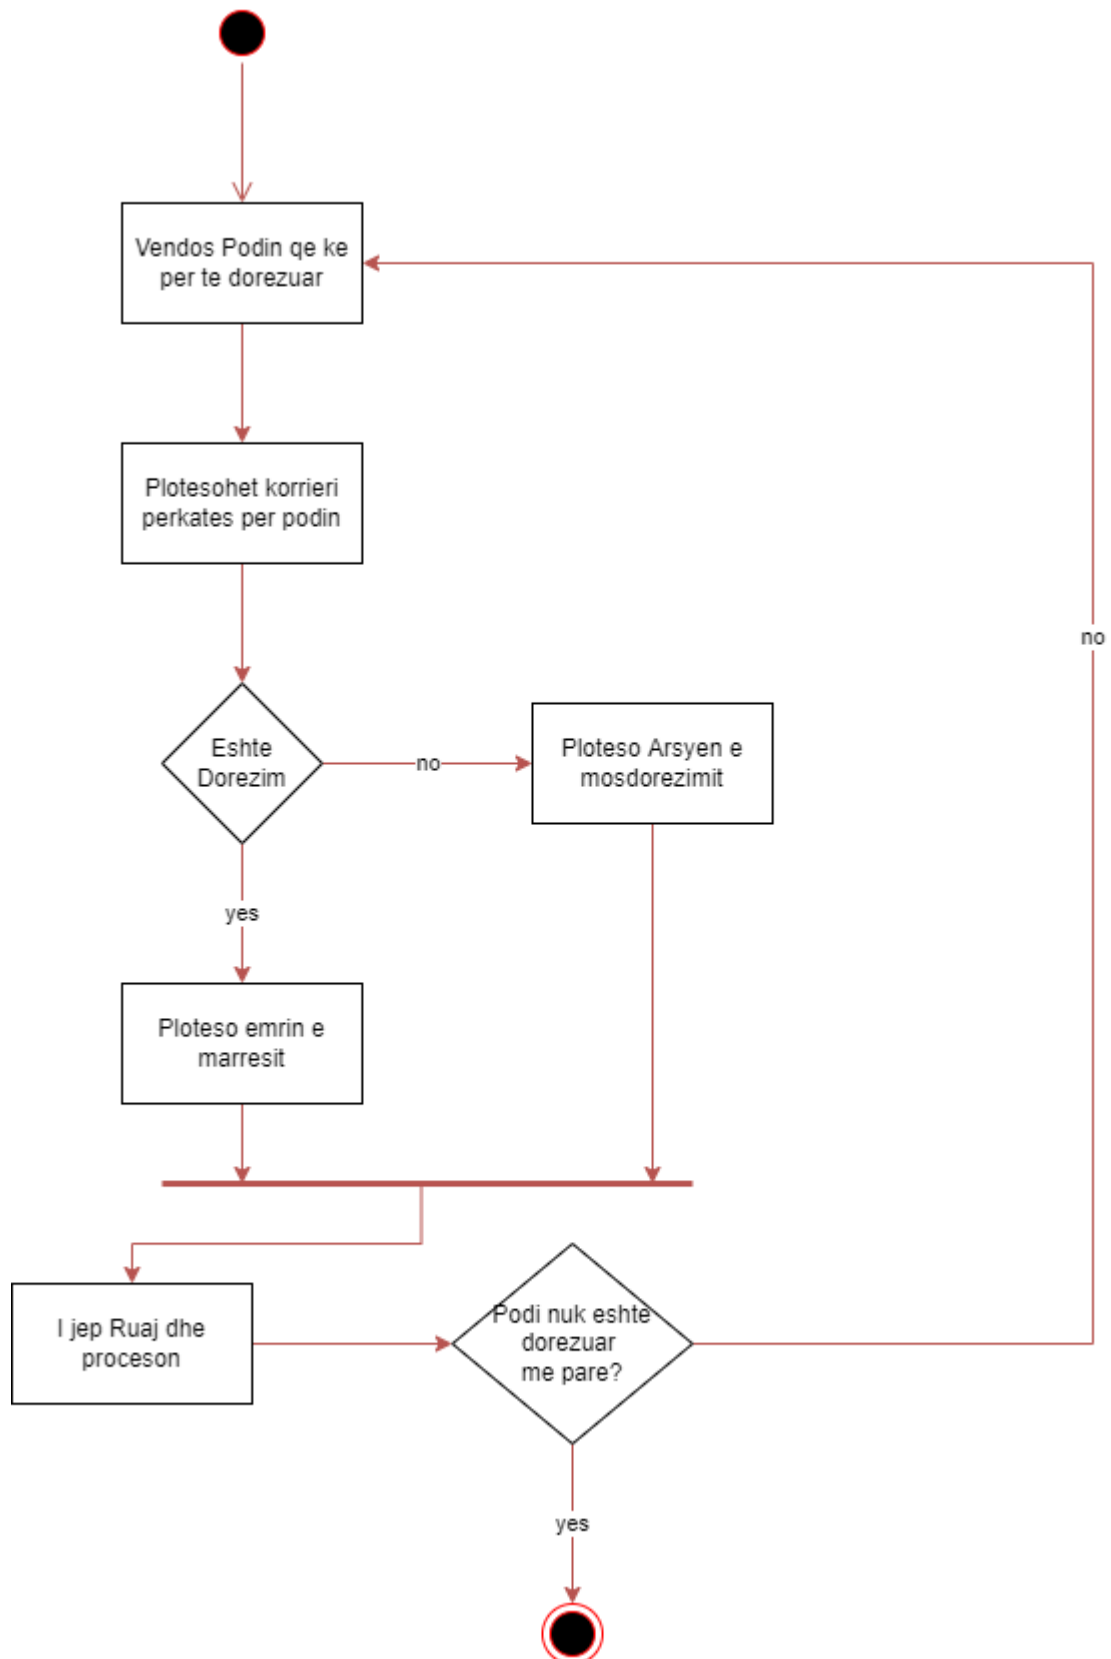 Vendos Podin qe ke
per te dorezuar
Plotesohet korrieri
perkates per podin
no
Eshte
Dorezim
no
Ploteso Arsyen e
mosdorezimit
yes
Ploteso emrin e
marresit
I jep Ruaj dhe
proceson
Podi nuk eshte
dorezuar
me pare?
yes